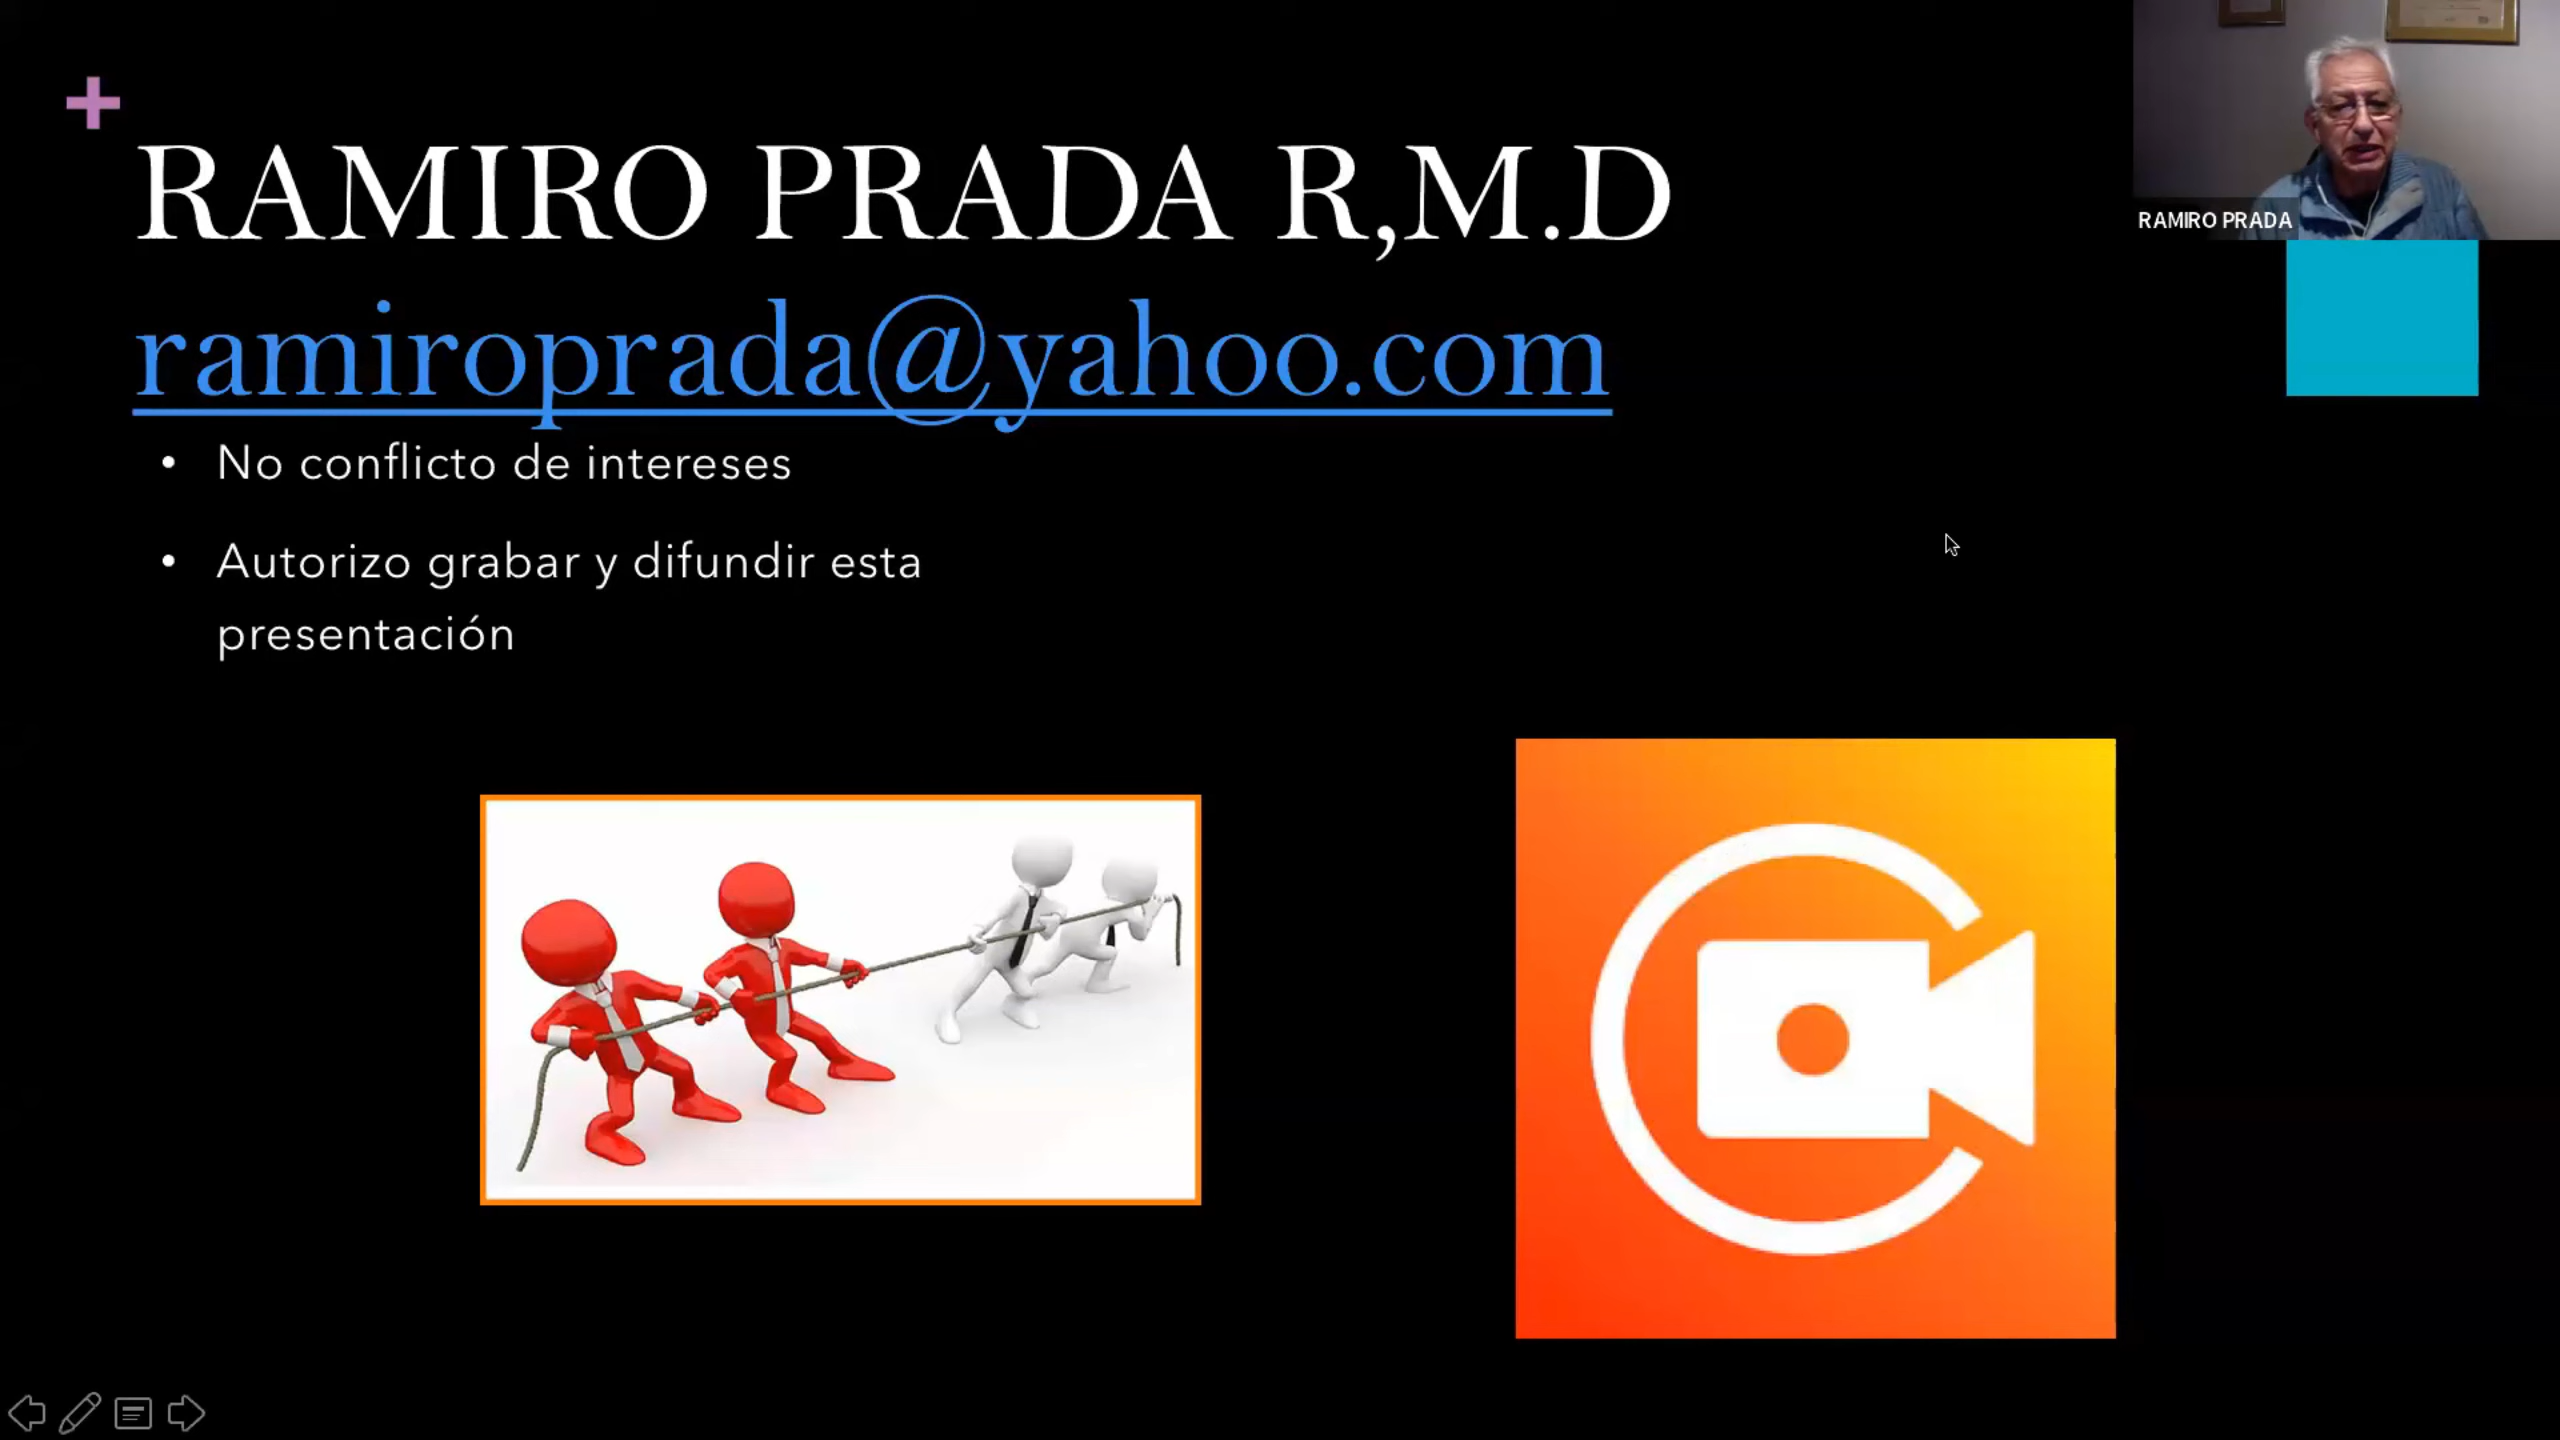 RAMIRO PRADA R,M.D
ramiroprada@yahoo.com
No conflicto de intereses
Autorizo grabar y difundir esta
presentación
RAMIRO PRADA